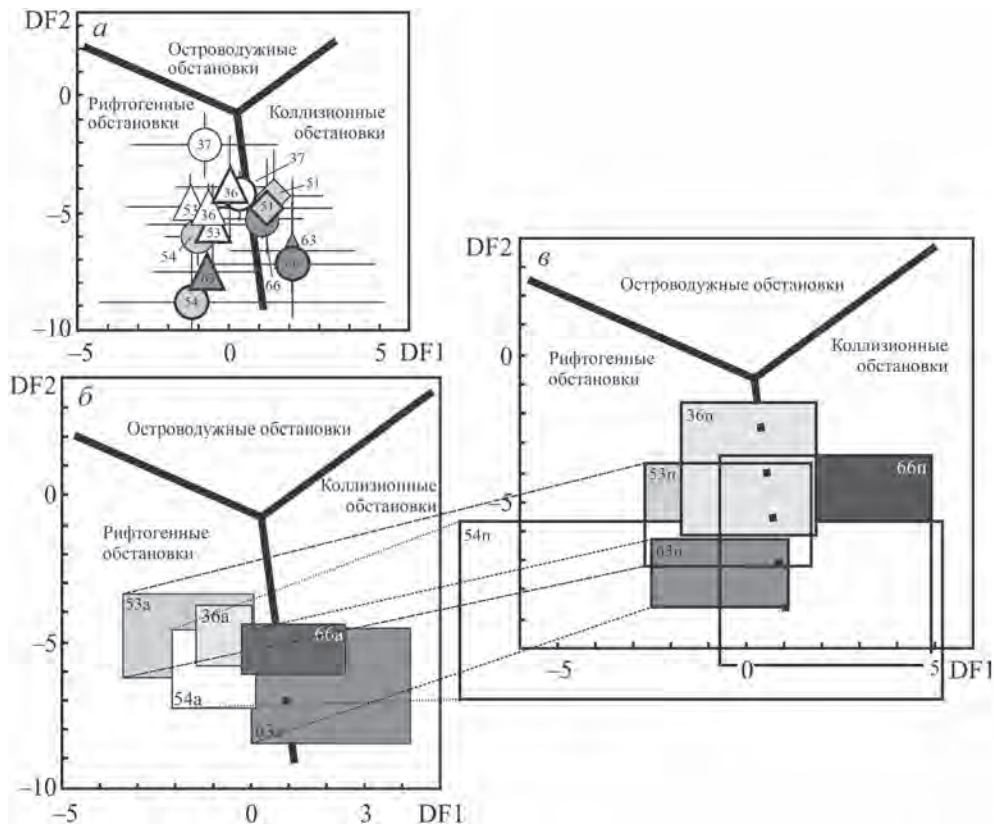 DF2
а
Островодужные
обстановки
0
Рифтогенные
обстановки
Коллизионные
обстановки
37
37
36
51
51
53
36
53
–5
54
63
66
54
–10
–5
0
5
DF1
DF2
б
Островодужные обстановки
0
Коллизионные
обстановки
Рифтогенные
обстановки
53а
36а
66а
–5
54а
63а
–10
–5
0
3
DF1
DF2
в
Островодужные обстановки
0
Рифтогенные
обстановки
Коллизионные
обстановки
36п
53п
66п
–5
54п
63п
–5
0
5
DF1